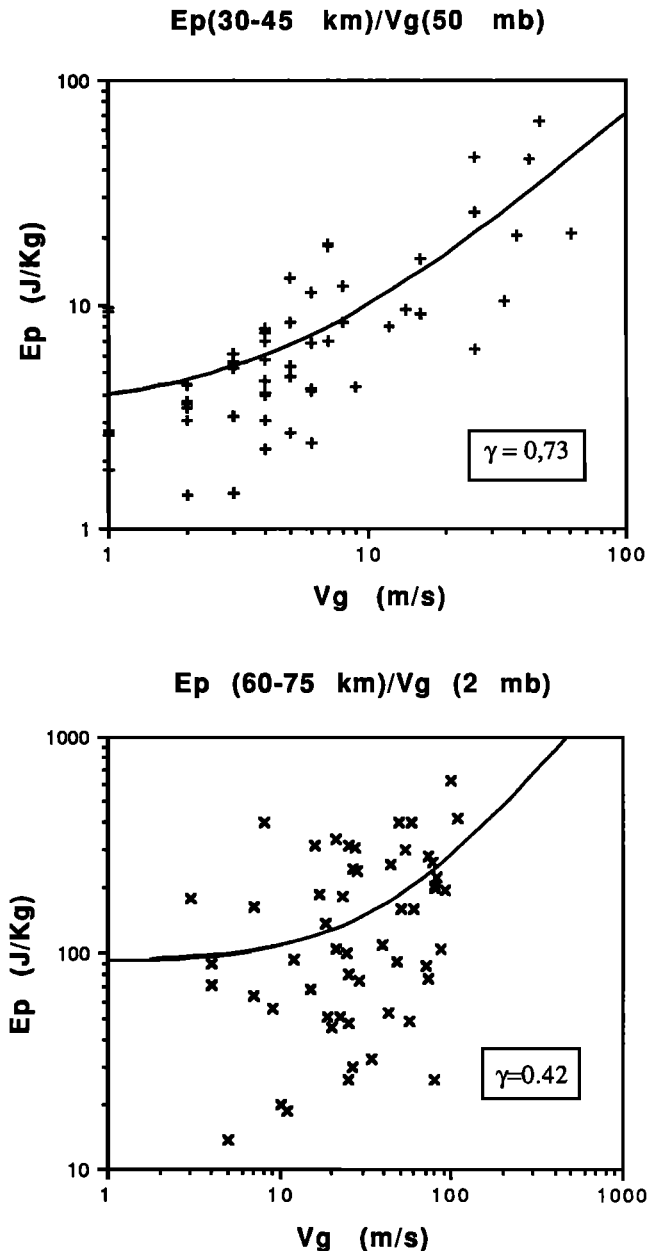 Ep(30-45 km)/Vg(50 mb)
100
10
1
Ep (J/Kg)
γ = 0,73
1 10 100
Vg (m/s)
Ep (60-75 km)/Vg (2 mb)
1000
100
10
Ep (J/Kg)
γ=0.42
1 10 100 1000
Vg (m/s)